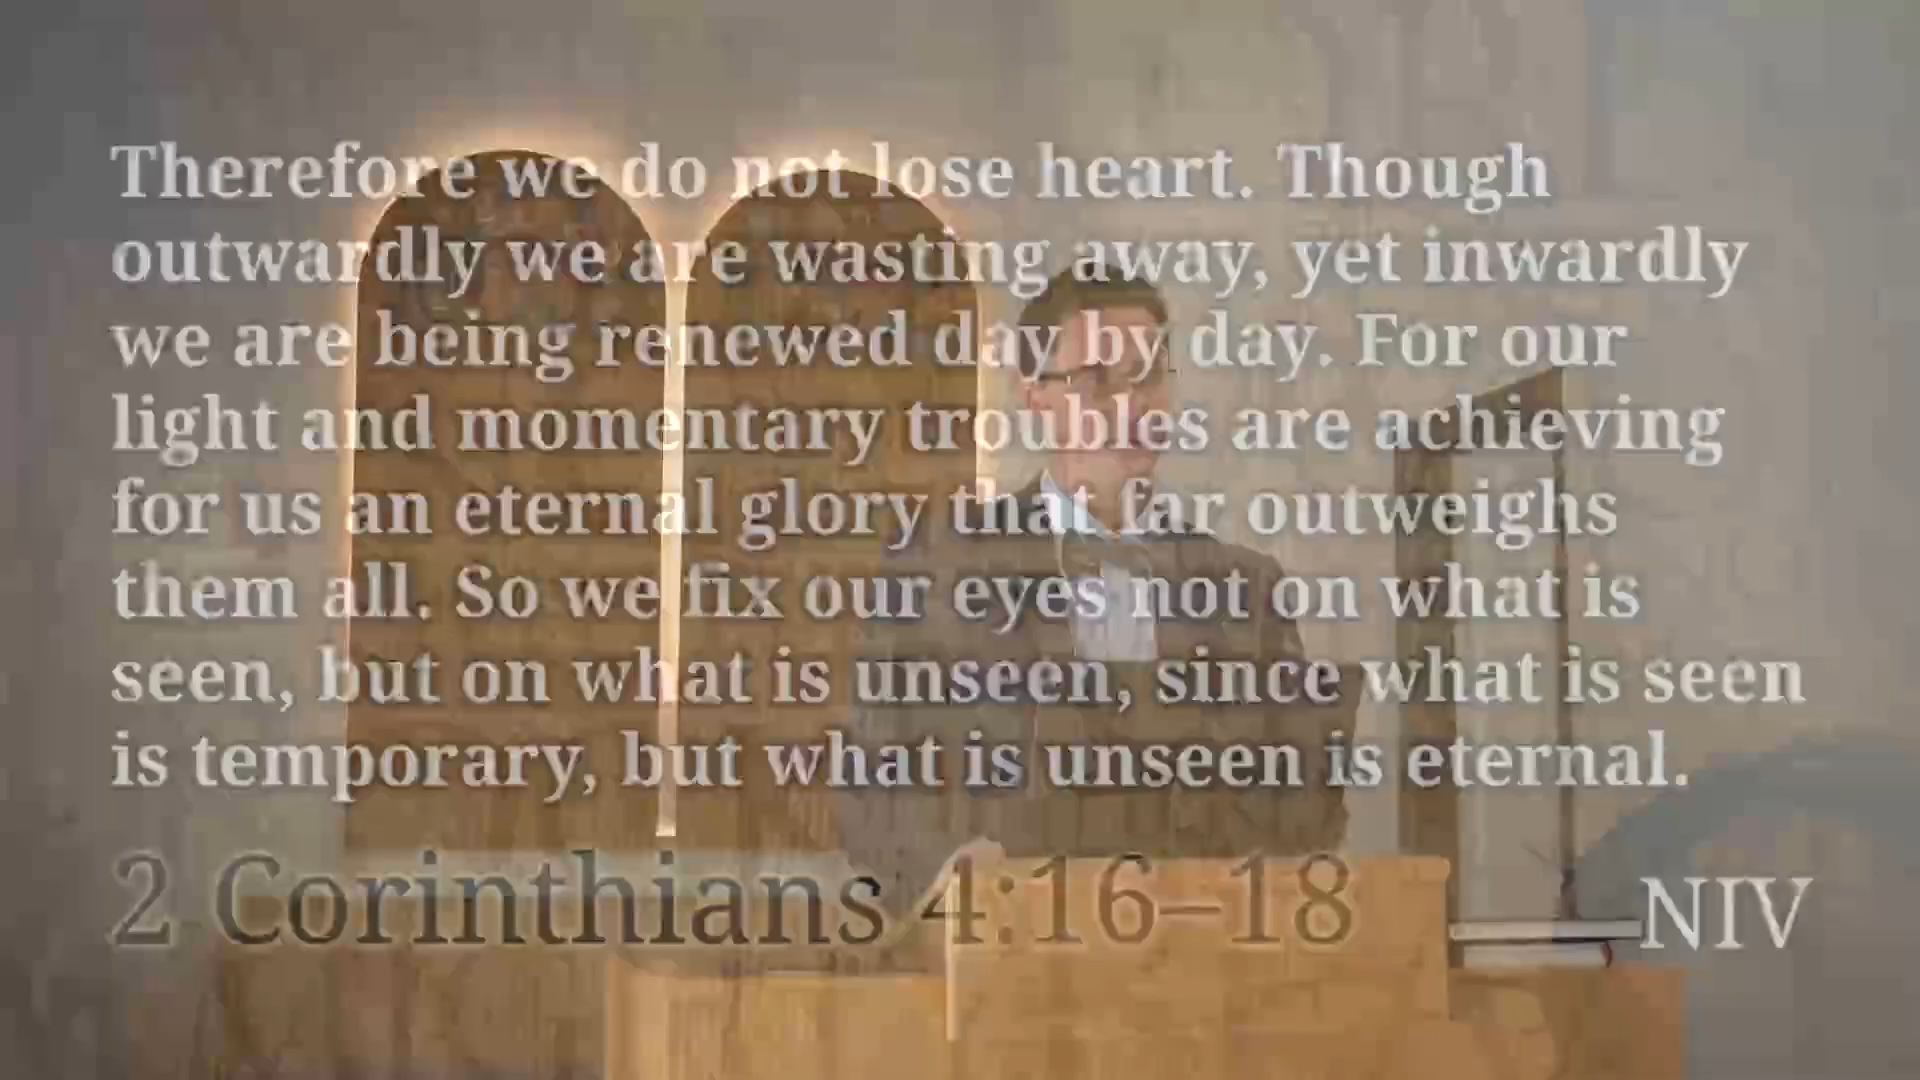 Therefore we do not lose heart. Though
outwardly we are wasting away, yet inwardly
we are being renewed day by day. For our
light and momentary troubles are achieving
for us an eternal glory that far outweighs
them all. So we fix our eyes not on what is
seen, but on what is unseen, since what is seen
is temporary, but what is unseen is eternal.
2 Corinthians 4:16–18 NIV